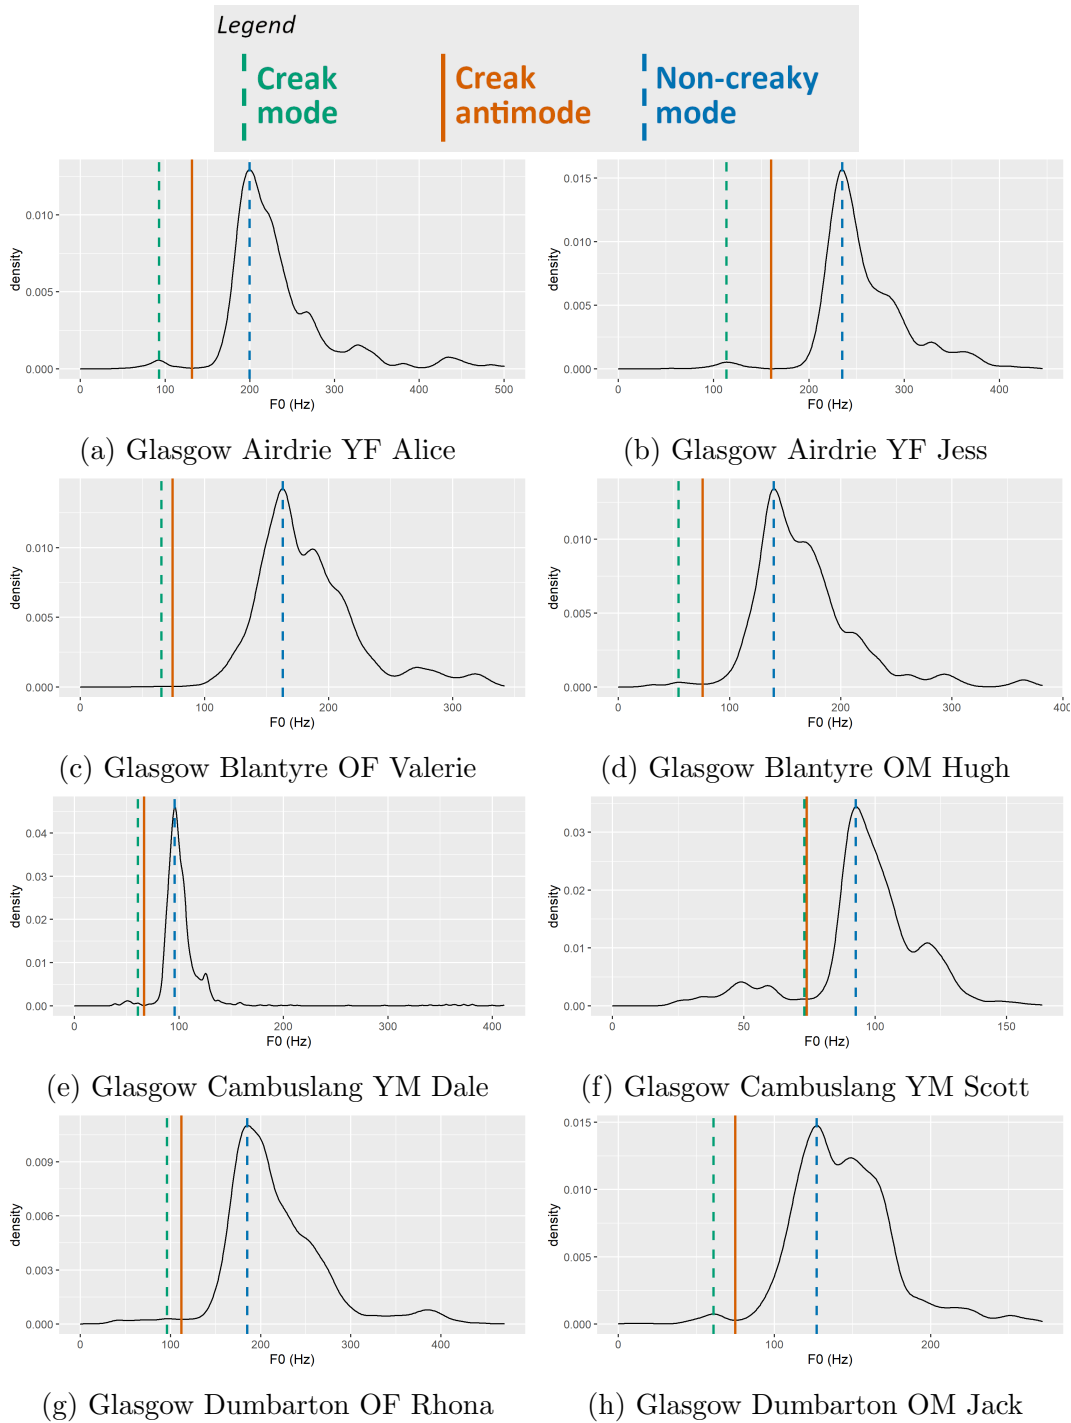 Legend
Creak mode
Creak antimode
Non-creaky mode
density
0.010
0.005
0.000
0 100 200 300 400 500
F0 (Hz)
(a) Glasgow Airdrie YF Alice
density
0.015
0.010
0.005
0.000
0 100 200 300 400
F0 (Hz)
(b) Glasgow Airdrie YF Jess
density
0.010
0.005
0.000
0 100 200 300
F0 (Hz)
(c) Glasgow Blantyre OF Valerie
density
0.010
0.005
0.000
0 100 200 300 400
F0 (Hz)
(d) Glasgow Blantyre OM Hugh
density
0.04
0.03
0.02
0.01
0.00
0 100 200 300 400
F0 (Hz)
(e) Glasgow Cambuslang YM Dale
density
0.03
0.02
0.01
0.00
0 50 100 150
F0 (Hz)
(f) Glasgow Cambuslang YM Scott
density
0.009
0.006
0.003
0.000
0 100 200 300 400
F0 (Hz)
(g) Glasgow Dumbarton OF Rhona
density
0.015
0.010
0.005
0.000
0 100 200
F0 (Hz)
(h) Glasgow Dumbarton OM Jack